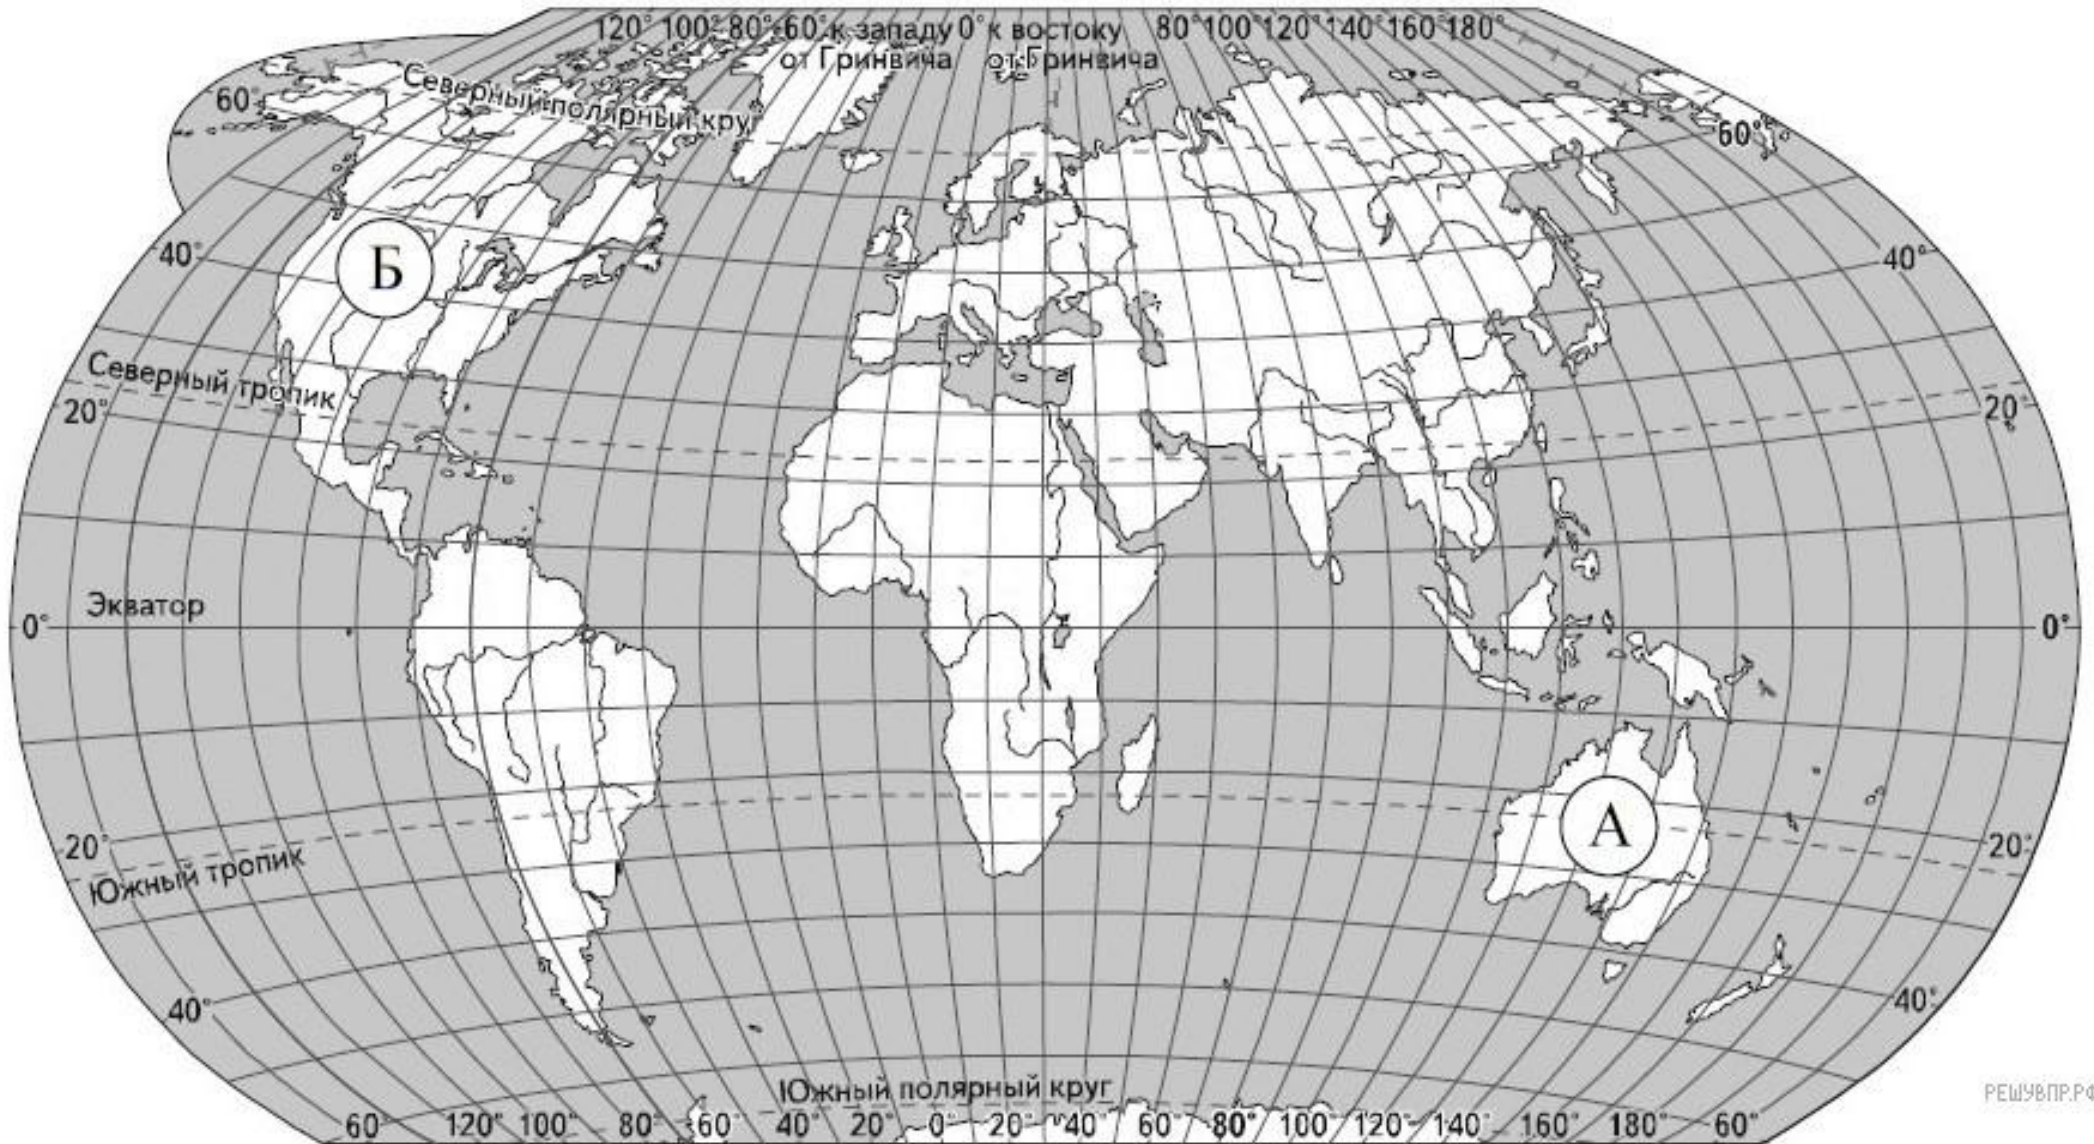 120° 100° 80° 60° к западу 0° к востоку 80° 100° 120° 140° 160° 180°
от Гринвича от Гринвича
Северный полярный круг
60° 60°
40° 40°
Б
Северный тропик
20° 20°
Экватор
0° 0°
А
20° 20°
Южный тропик
40° 40°
Южный полярный круг
60° 120° 100° 80° 60° 40° 20° 0° 20° 40° 60° 80° 100° 120° 140° 160° 180° 60°
РЕШУВПР.РФ